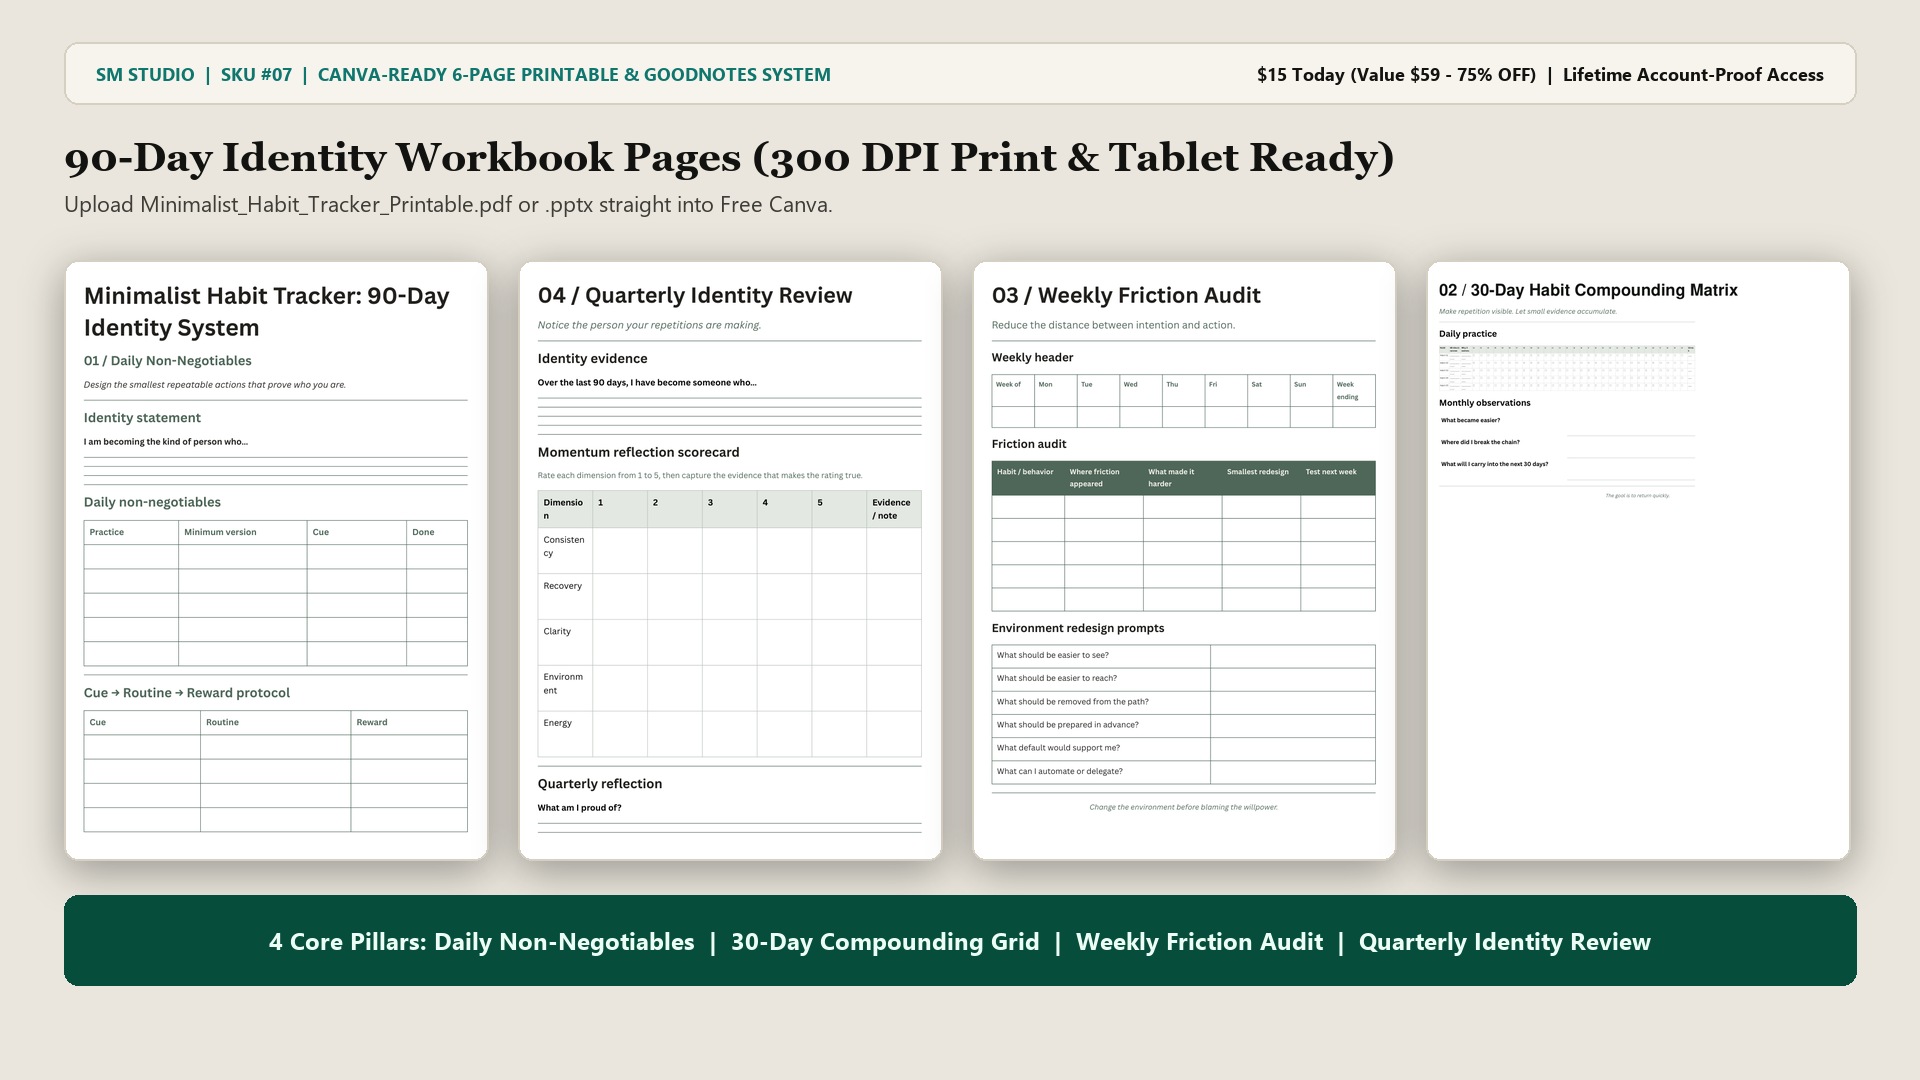 SM STUDIO | SKU #07 | CANVA-READY 6-PAGE PRINTABLE & GOODNOTES SYSTEM
$15 Today (Value $59 - 75% OFF) | Lifetime Account-Proof Access
90-Day Identity Workbook Pages (300 DPI Print & Tablet Ready)
Upload Minimalist_Habit_Tracker_Printable.pdf or .pptx straight into Free Canva.
Minimalist Habit Tracker: 90-Day
Identity System
01 / Daily Non-Negotiables
Design the smallest repeatable actions that prove who you are.
Identity statement
I am becoming the kind of person who...
Daily non-negotiables
Practice Minimum version Cue Done
Cue → Routine → Reward protocol
Cue Routine Reward
04 / Quarterly Identity Review
Notice the person your repetitions are making.
Identity evidence
Over the last 90 days, I have become someone who...
Momentum reflection scorecard
Rate each dimension from 1 to 5, then capture the evidence that makes the rating true.
Dimensio 1 2 3 4 5 Evidence
n / note
Consisten
cy
Recovery
Clarity
Environm
ent
Energy
Quarterly reflection
What am I proud of?
03 / Weekly Friction Audit
Reduce the distance between intention and action.
Weekly header
Week of Mon Tue Wed Thu Fri Sat Sun Week
ending
Friction audit
Habit / behavior Where friction What made it Smallest redesign Test next week
appeared harder
Environment redesign prompts
What should be easier to see?
What should be easier to reach?
What should be removed from the path?
What should be prepared in advance?
What default would support me?
What can I automate or delegate?
Change the environment before blaming the willpower.
02 / 30-Day Habit Compounding Matrix
Make repetition visible. Let small evidence accumulate.
Daily practice
Monthly observations
What became easier?
Where did I break the chain?
What will I carry into the next 30 days?
The goal is to return quickly.
4 Core Pillars: Daily Non-Negotiables | 30-Day Compounding Grid | Weekly Friction Audit | Quarterly Identity Review